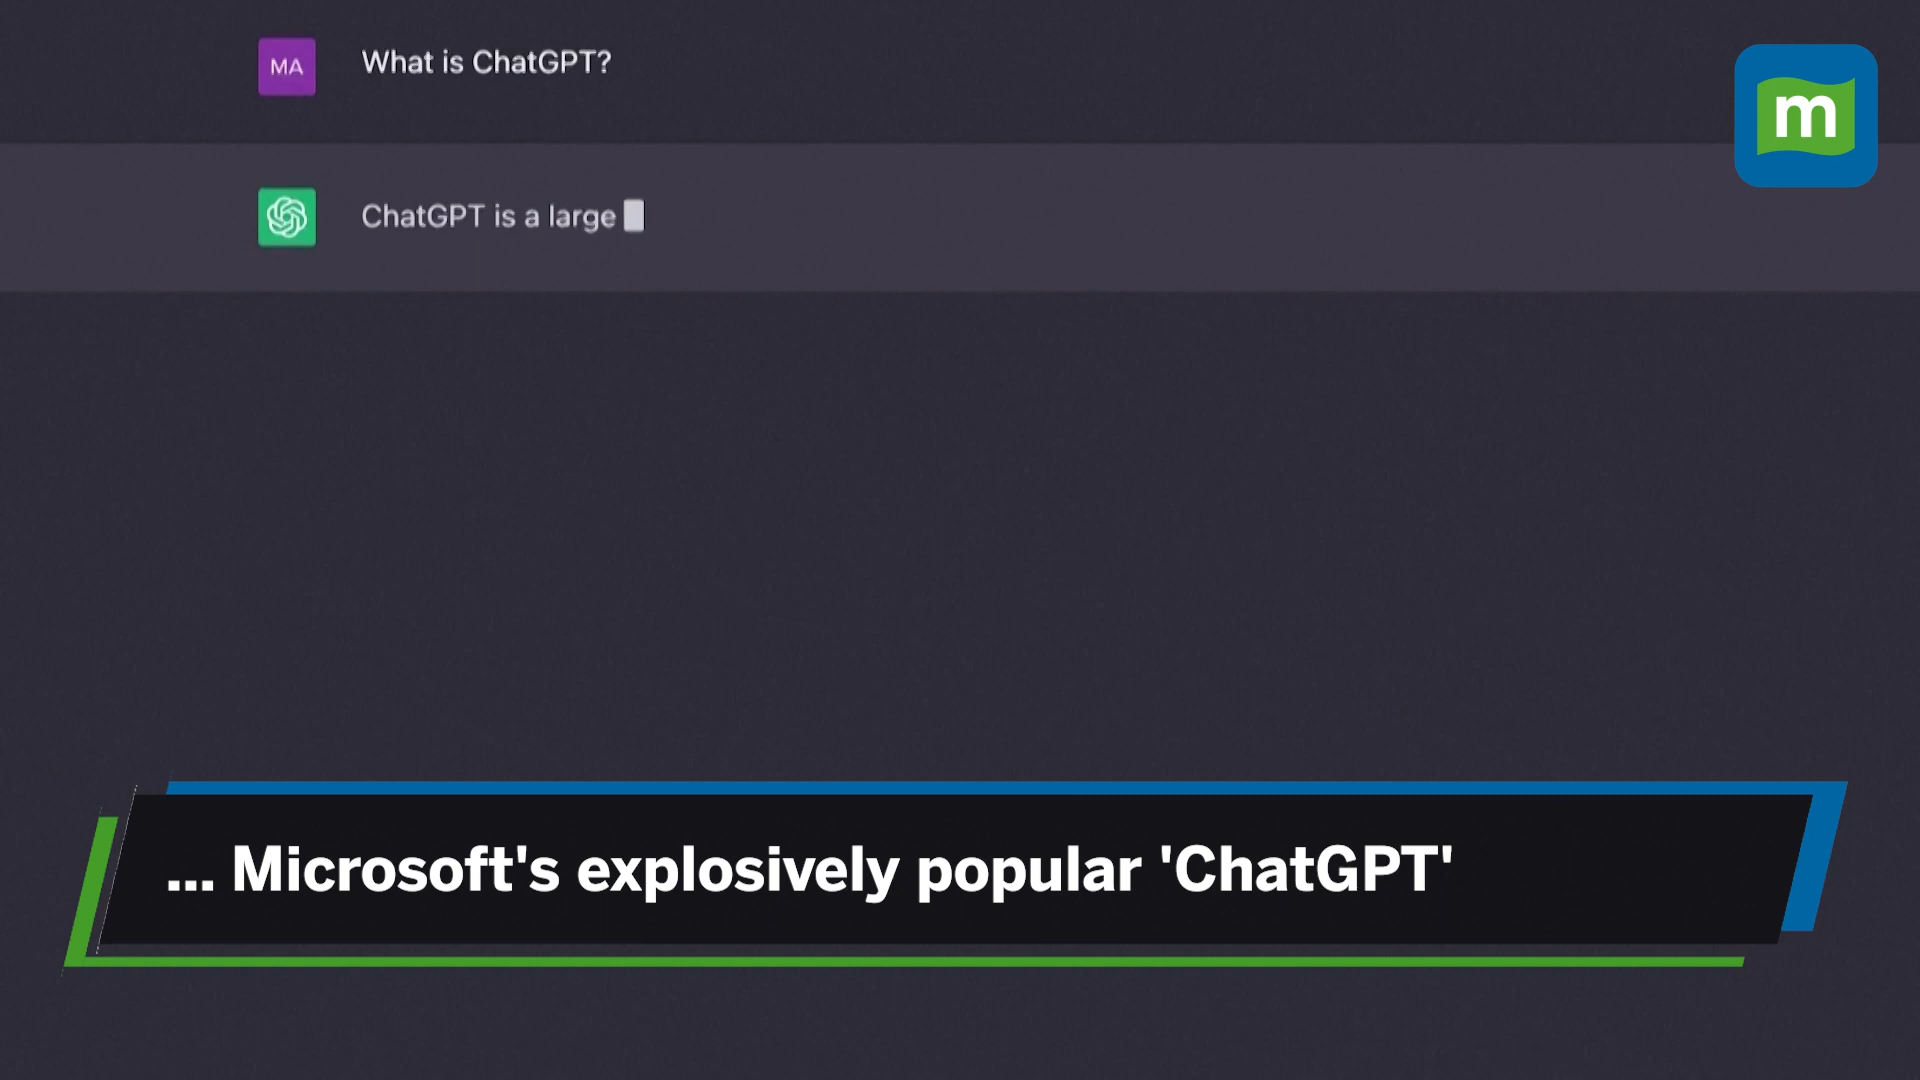 MA
What is ChatGPT?
m
ChatGPT is a large
... Microsoft's explosively popular 'ChatGPT'